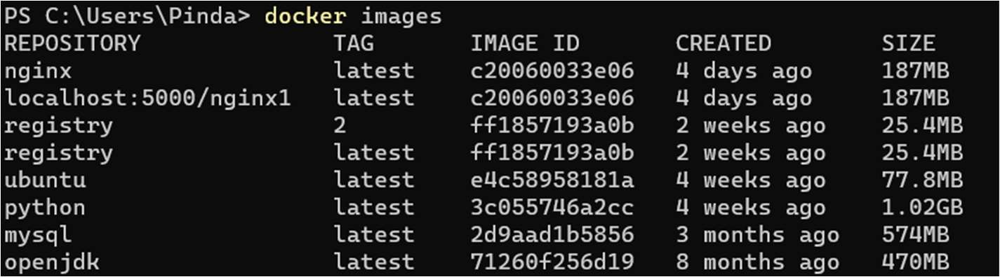 PS C:\Users\Pinda> docker images
REPOSITORY TAG IMAGE ID CREATED SIZE
nginx latest c20060033e06 4 days ago 187MB
localhost:5000/nginx1 latest c20060033e06 4 days ago 187MB
registry 2 ff1857193a0b 2 weeks ago 25.4MB
registry latest ff1857193a0b 2 weeks ago 25.4MB
ubuntu latest e4c58958181a 4 weeks ago 77.8MB
python latest 3c055746a2cc 4 weeks ago 1.02GB
mysql latest 2d9aad1b5856 3 months ago 574MB
openjdk latest 71260f256d19 8 months ago 470MB